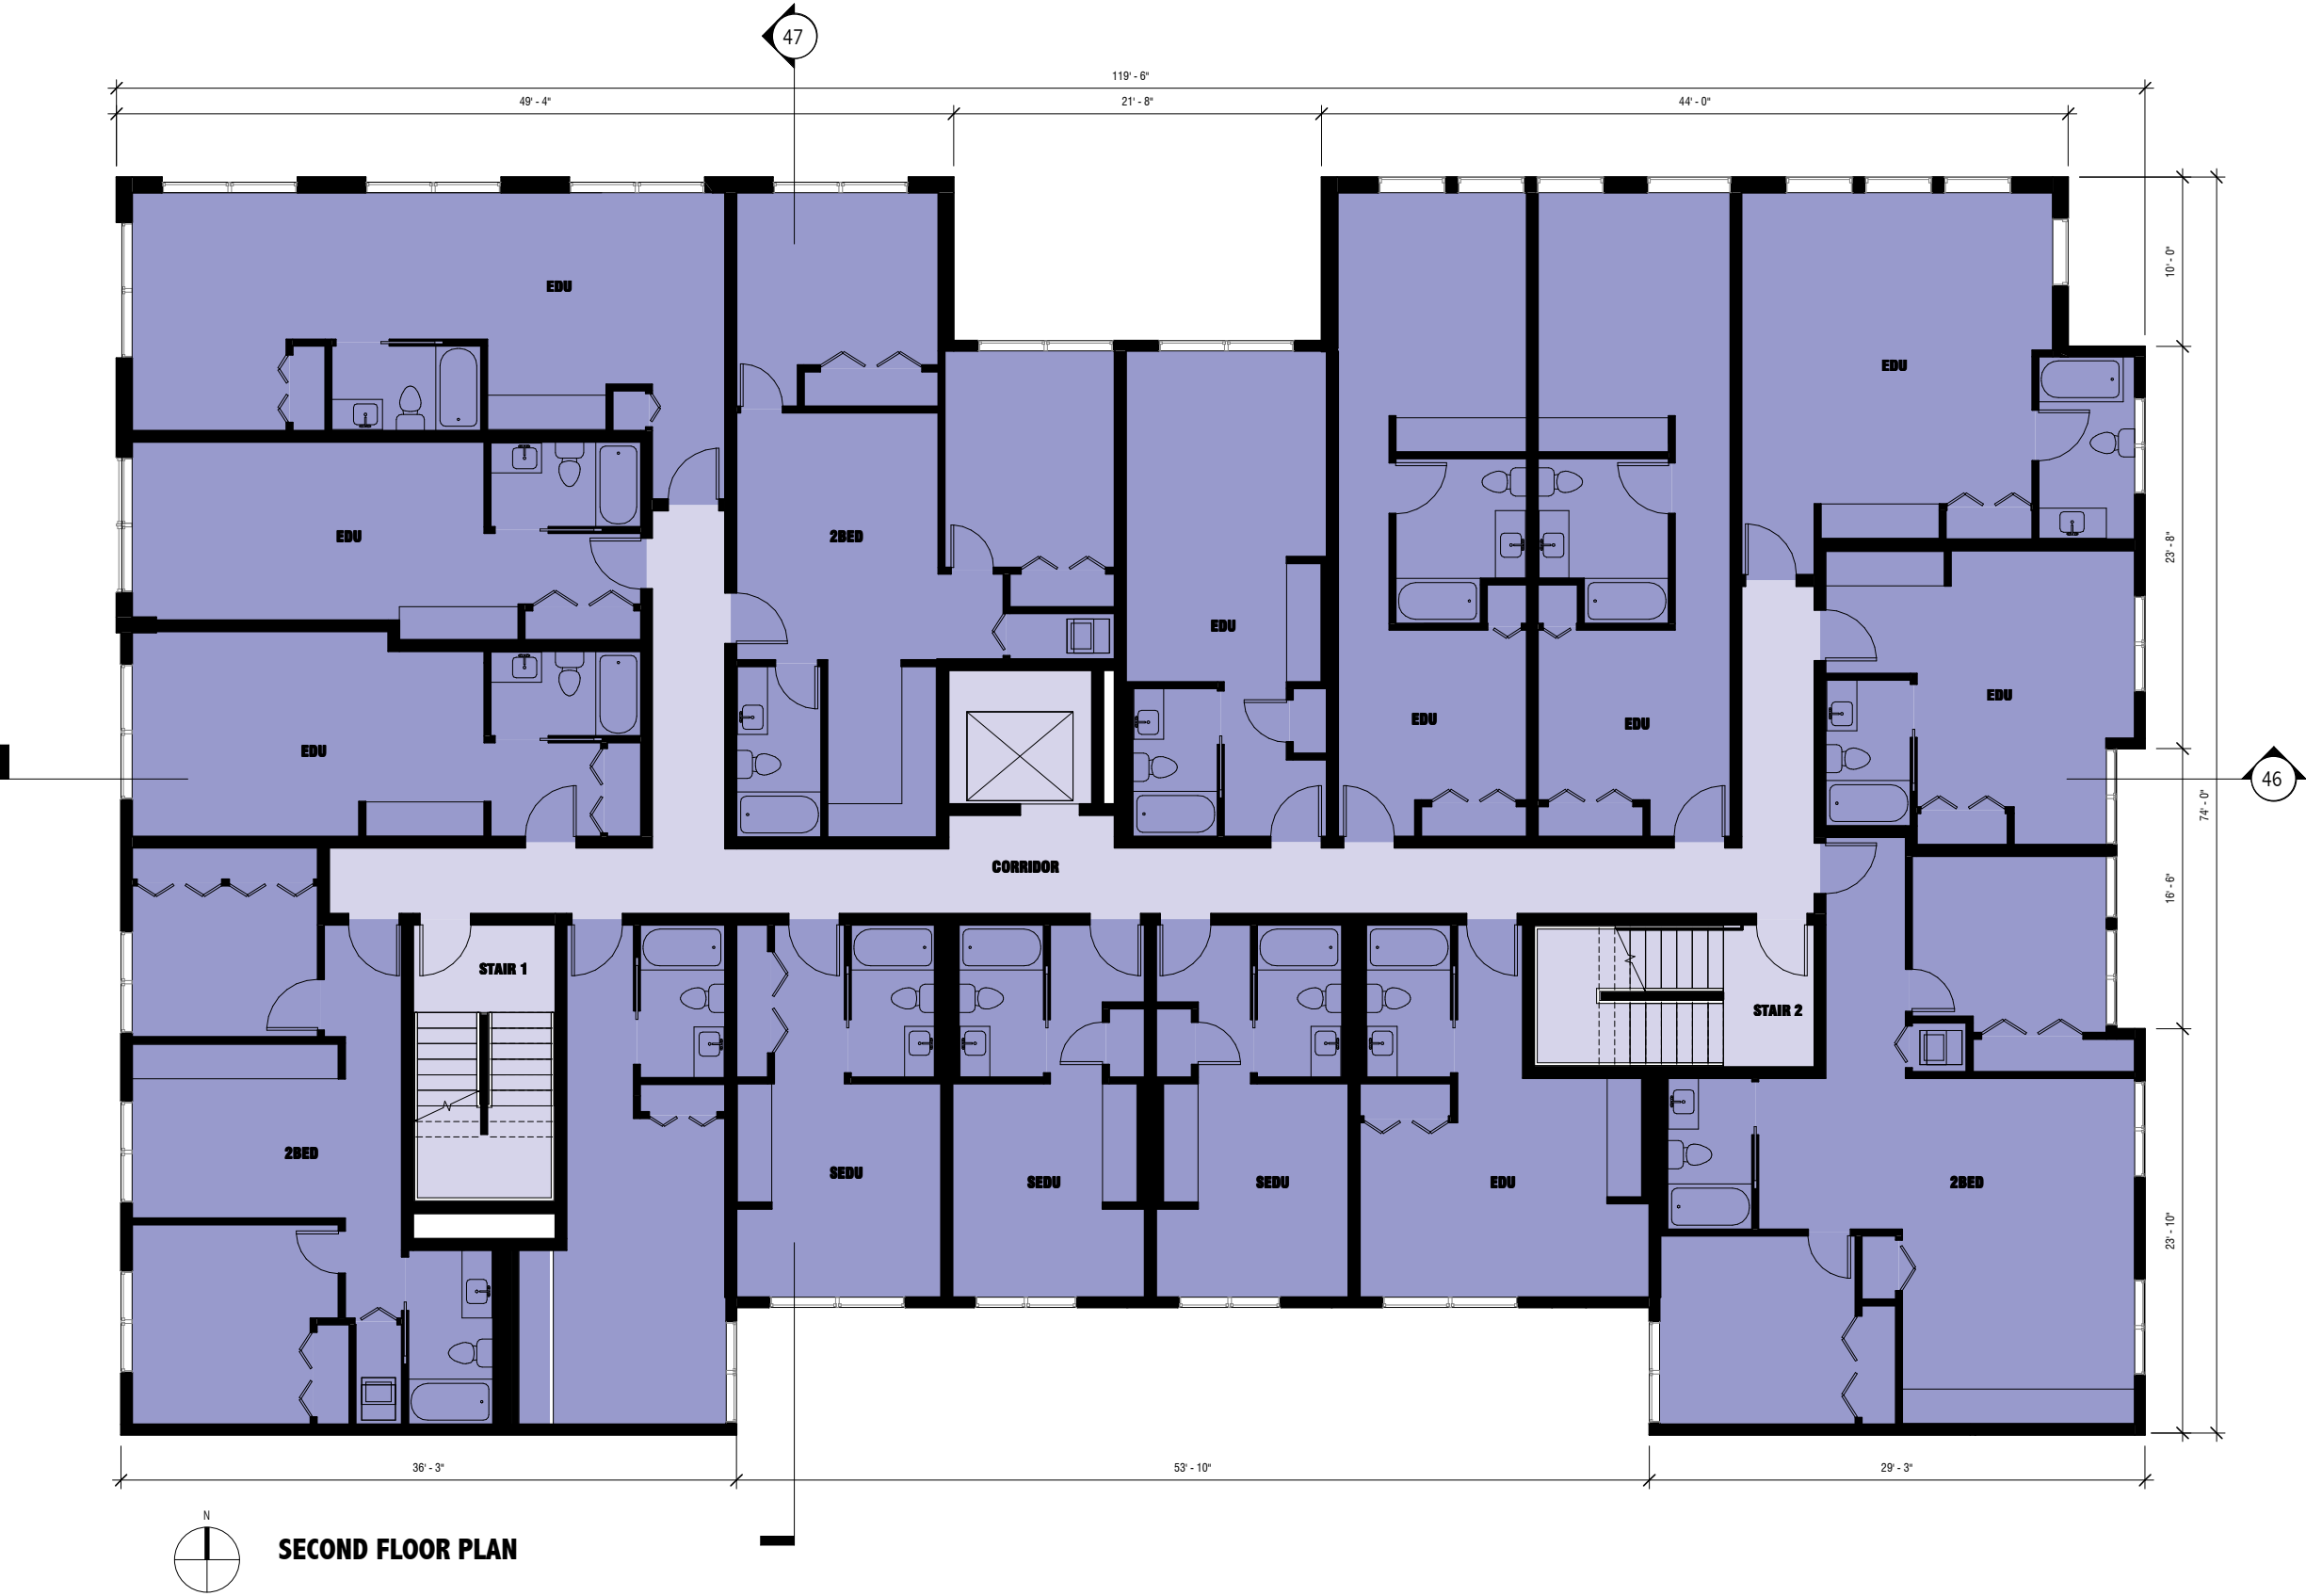 47
119' - 6"
49' - 4"
21' - 8"
44' - 0"
10' - 0"
EDU
EDU
EDU
2BED
23' - 8"
EDU
EDU
EDU
EDU
EDU
EDU
46
74' - 0"
CORRIDOR
16' - 6"
STAIR 1
STAIR 2
2BED
SEDU
SEDU
SEDU
EDU
2BED
23' - 10"
36' - 3"
53' - 10"
29' - 3"
N
SECOND FLOOR PLAN